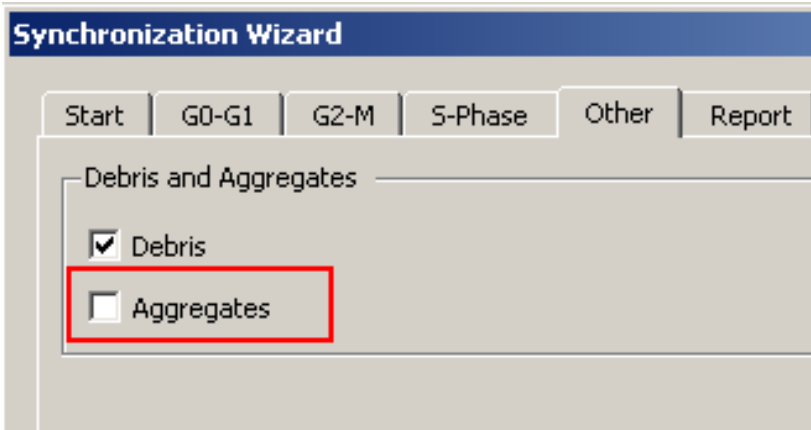 Synchronization Wizard
Start G0-G1 G2-M S-Phase Other Report
Debris and Aggregates
Debris
Aggregates